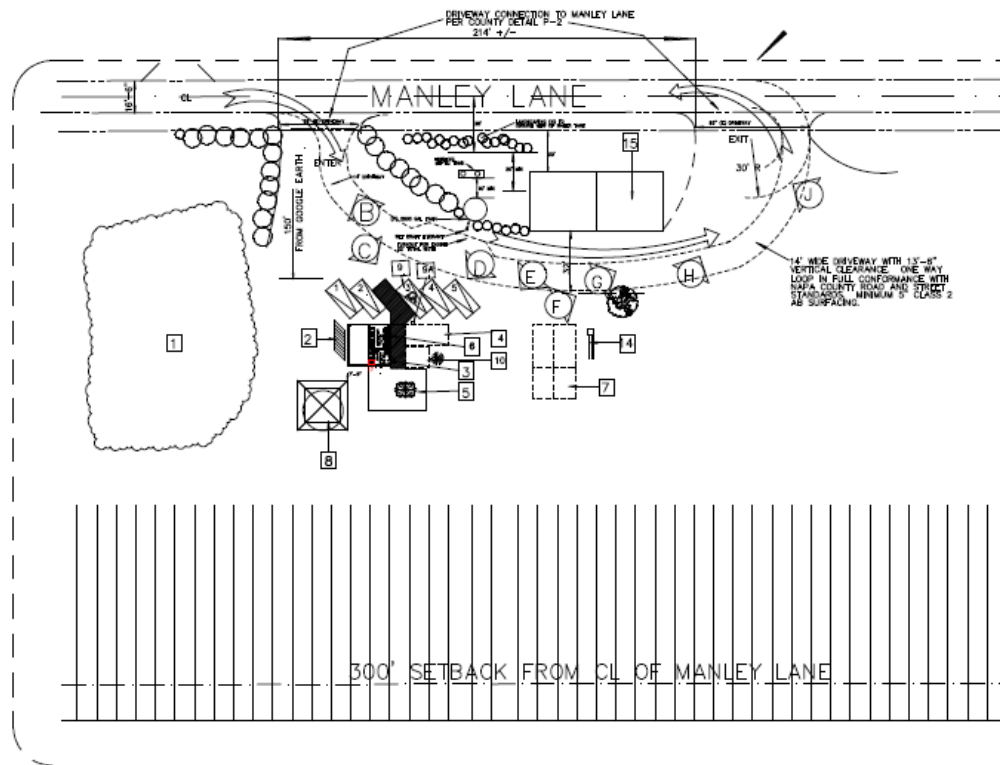 DRIVEWAY CONNECTION TO MANLEY LANE
PER COUNTY DETAIL P-2
214' +/-
16'-6"
CL
MANLEY LANE
ENTER
EXIT
30' R
15
150'
FROM GOOGLE EARTH
B
C
D
E
F
G
H
J
14' WIDE DRIVEWAY WITH 13'-6"
VERTICAL CLEARANCE. ONE WAY
LOOP IN FULL CONFORMANCE WITH
NAPA COUNTY ROAD AND STREET
STANDARDS. MINIMUM 5" CLASS 2
AB SURFACING.
9
9A
1
2
3
4
5
1
2
4
6
10
3
5
14
7
8
300' SETBACK FROM CL OF MANLEY LANE